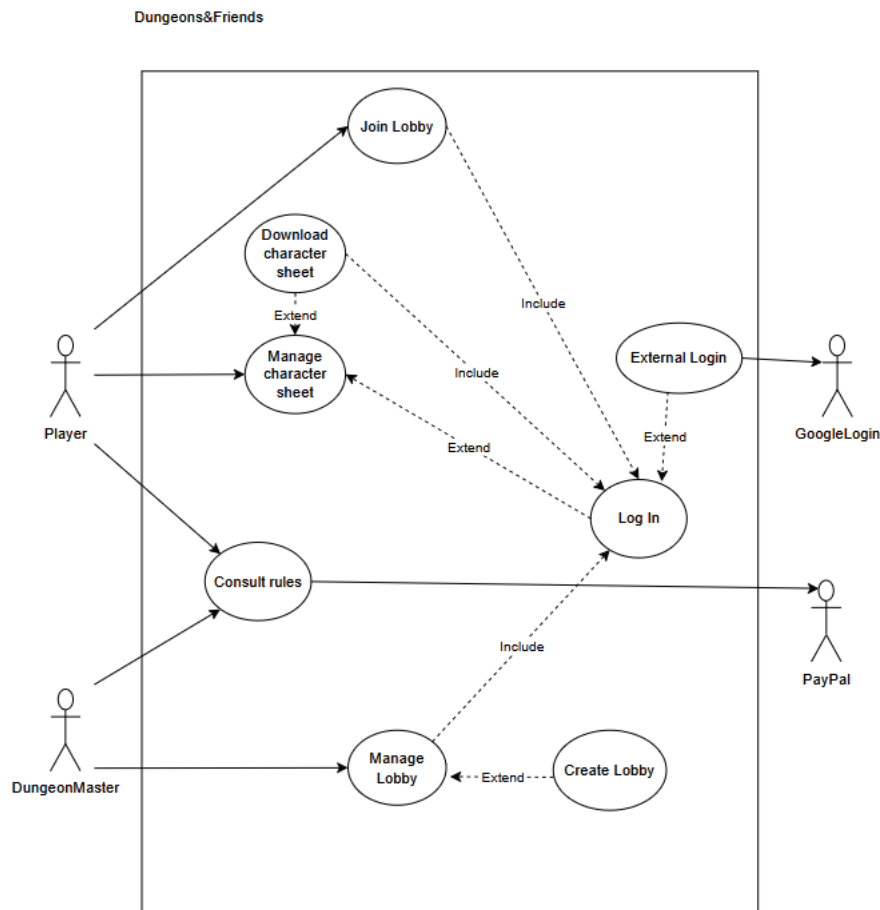 Dungeons&Friends
Join Lobby
Download
character
sheet
Include
Extend
Manage
character
sheet
External Login
Include
Player
GoogleLogin
Extend
Extend
Log In
Consult rules
Include
PayPal
Manage
Lobby
Extend
Create Lobby
DungeonMaster